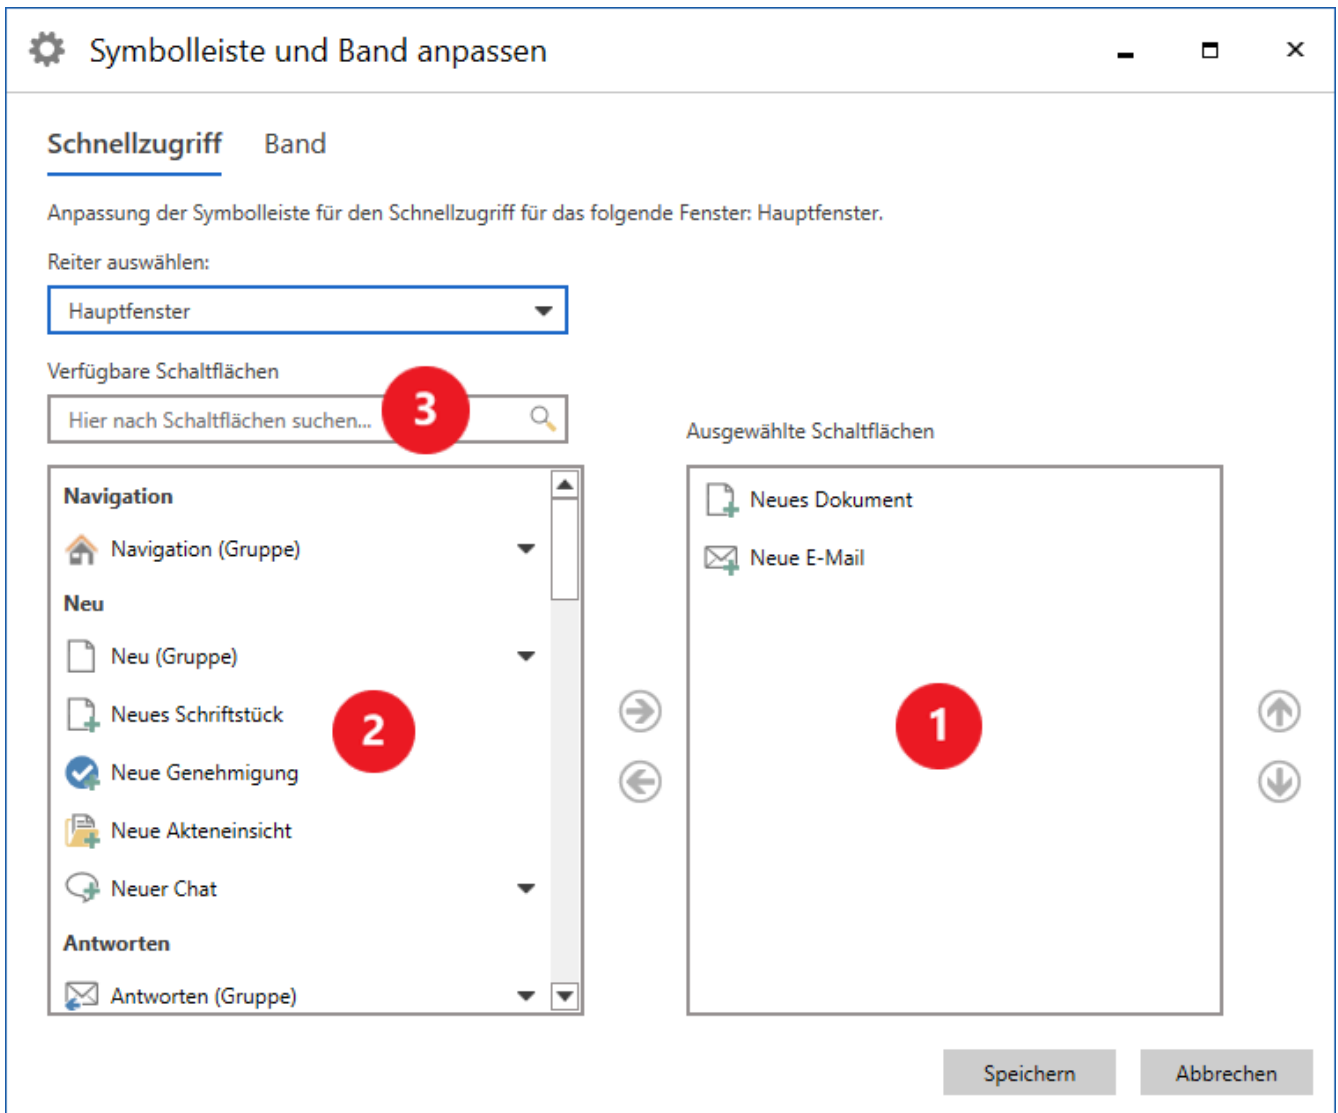 Symbolleiste und Band anpassen
Schnellzugriff Band
Anpassung der Symbolleiste für den Schnellzugriff für das folgende Fenster: Hauptfenster.
Reiter auswählen:
Hauptfenster
Verfügbare Schaltflächen
Hier nach Schaltflächen suchen...
3
Navigation
Navigation (Gruppe)
Neu
Neu (Gruppe)
Neues Schriftstück
2
Neue Genehmigung
Neue Akteneinsicht
Neuer Chat
Antworten
Antworten (Gruppe)
Ausgewählte Schaltflächen
Neues Dokument
Neue E-Mail
1
Speichern Abbrechen